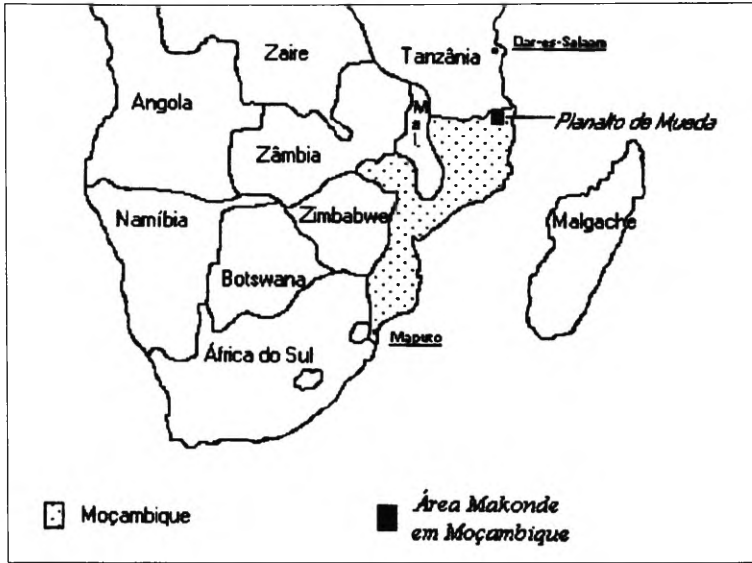 Zaire
Tanzânia
Dar-es-Salaam
Angola
M
a
l.
Planalto de Mueda
Zâmbia
Namíbia
Zimbabwe
Malgache
Botswana
África do Sul
Maputo
Moçambique
Área Makonde
em Moçambique